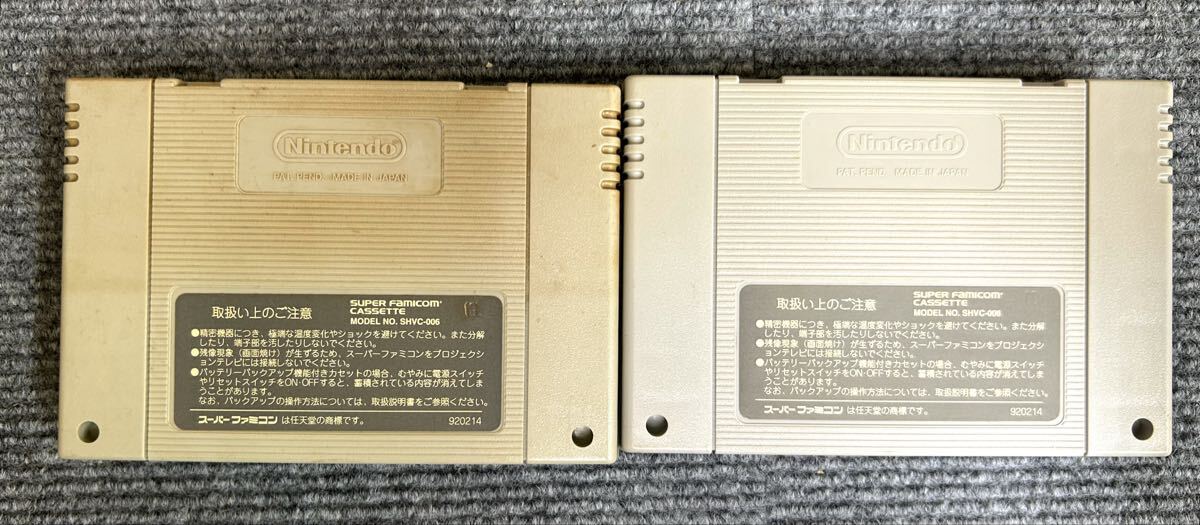 Nintendo
PAT. PEND. MADE IN JAPAN
取扱い上のご注意
SUPER FAMICOM
CASSETTE
MODEL NO. SHVC-006
●精密機器につき、極端な温度変化やショックを避けてください。また分解
したり、端子部を汚したりしないでください。
●残像現象（画面焼け）が生ずるため、スーパーファミコンをプロジェクシ
ョンテレビには接続しないでください。
●バッテリーバックアップ機能付きカセットの場合、むやみに電源スイッチ
やリセットスイッチをON・OFFすると、蓄積されている内容が消えてしま
うことがあります。
なお、バックアップの操作方法については、取扱説明書をご参照ください。
スーパーファミコンは任天堂の商標です。 920214
Nintendo
PAT. PEND. MADE IN JAPAN
取扱い上のご注意
SUPER FAMICOM
CASSETTE
MODEL NO. SHVC-006
●精密機器につき、極端な温度変化やショックを避けてください。また分解
したり、端子部を汚したりしないでください。
●残像現象（画面焼け）が生ずるため、スーパーファミコンをプロジェクシ
ョンテレビには接続しないでください。
●バッテリーバックアップ機能付きカセットの場合、むやみに電源スイッチ
やリセットスイッチをON・OFFすると、蓄積されている内容が消えてしま
うことがあります。
なお、バックアップの操作方法については、取扱説明書をご参照ください。
スーパーファミコンは任天堂の商標です。 920214